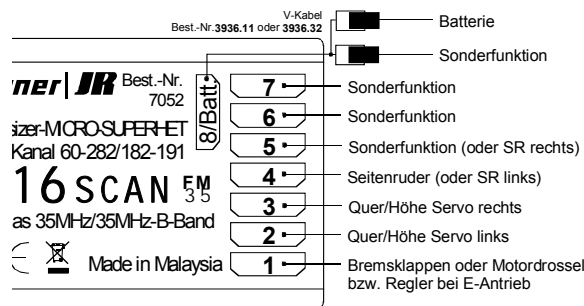 V-Kabel
Best.-Nr.3936.11 oder 3936.32
Batterie
Sonderfunktion
JR Best.-Nr.
7052
8/Batt.
7 Sonderfunktion
6 Sonderfunktion
sizer-MICRO-SUPERHET
5 Sonderfunktion (oder SR rechts)
Kanal 60-282/182-191
4 Seitenruder (oder SR links)
16 SCAN FM 35
3 Quer/Höhe Servo rechts
as 35MHz/35MHz-B-Band
2 Quer/Höhe Servo links
Made in Malaysia
1 Bremsklappen oder Motordrossel
bzw. Regler bei E-Antrieb